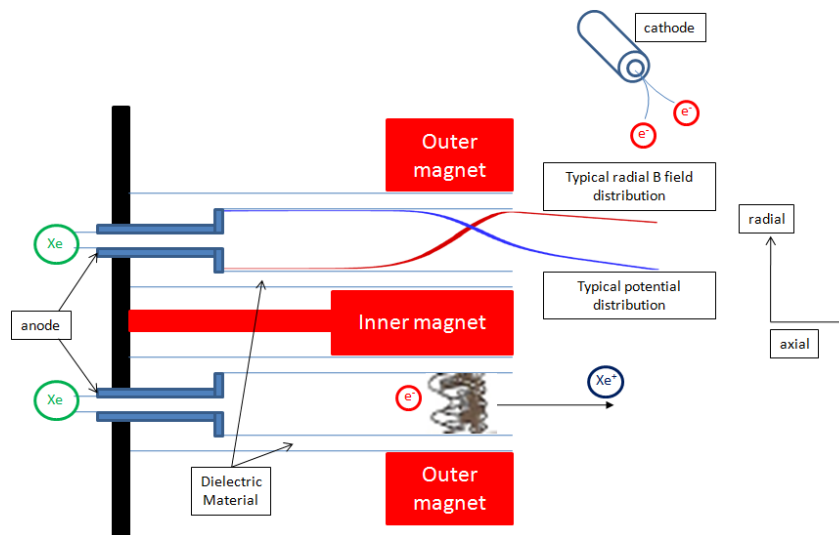 cathode
e-
e-
Outer
magnet
Typical radial B field
distribution
radial
Xe
Typical potential
distribution
anode
Inner magnet
axial
Xe
e-
Xe+
Dielectric
Material
Outer
magnet